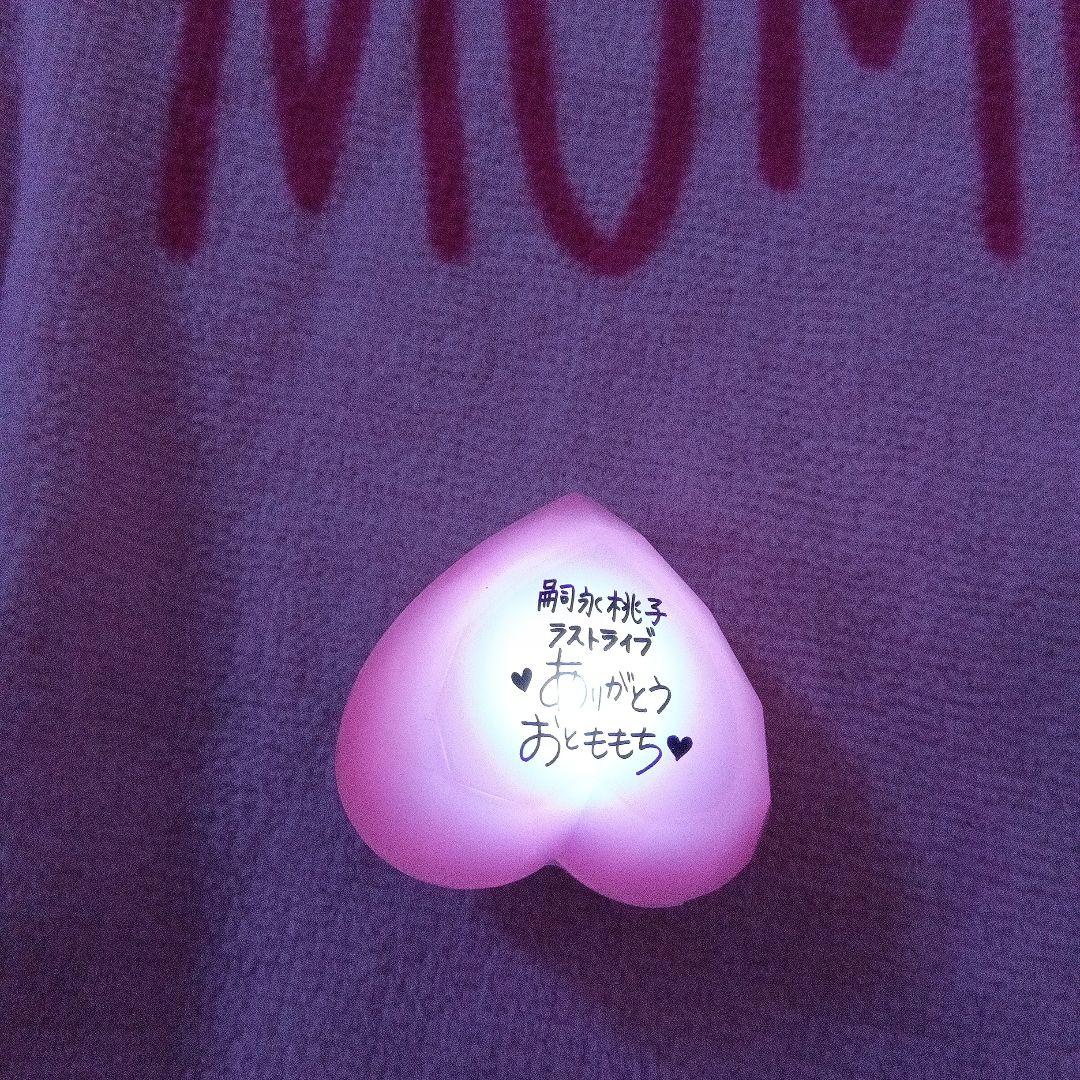 嗣永桃子
ラストライブ
♥ありがとう
おとももち♥